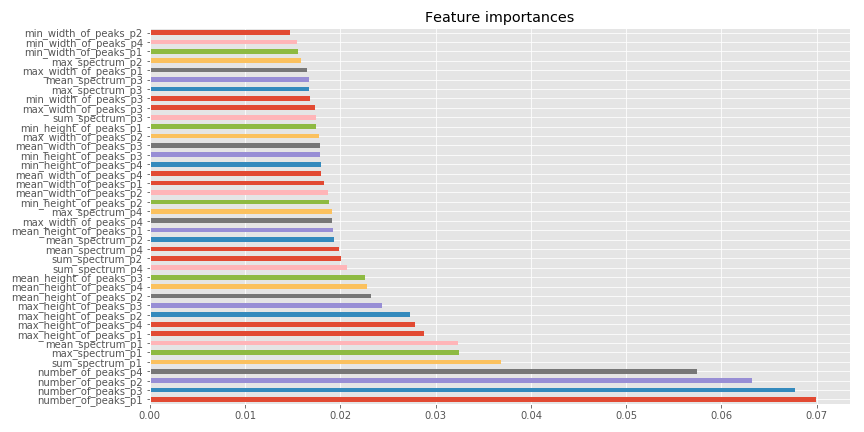 Feature importances
min_width_of_peaks_p2
min_width_of_peaks_p4
min_width_of_peaks_p1
max_spectrum_p2
max_width_of_peaks_p1
mean_spectrum_p3
max_spectrum_p3
min_width_of_peaks_p3
max_width_of_peaks_p3
sum_spectrum_p3
min_height_of_peaks_p1
max_width_of_peaks_p2
mean_width_of_peaks_p3
min_height_of_peaks_p3
min_height_of_peaks_p4
mean_width_of_peaks_p4
mean_width_of_peaks_p1
mean_width_of_peaks_p2
min_height_of_peaks_p2
max_spectrum_p4
max_width_of_peaks_p4
mean_height_of_peaks_p1
mean_spectrum_p2
mean_spectrum_p4
sum_spectrum_p2
sum_spectrum_p4
mean_height_of_peaks_p3
mean_height_of_peaks_p4
mean_height_of_peaks_p2
max_height_of_peaks_p3
max_height_of_peaks_p2
max_height_of_peaks_p4
max_height_of_peaks_p1
mean_spectrum_p1
max_spectrum_p1
sum_spectrum_p1
number_of_peaks_p4
number_of_peaks_p2
number_of_peaks_p3
number_of_peaks_p1
0.00 0.01 0.02 0.03 0.04 0.05 0.06 0.07